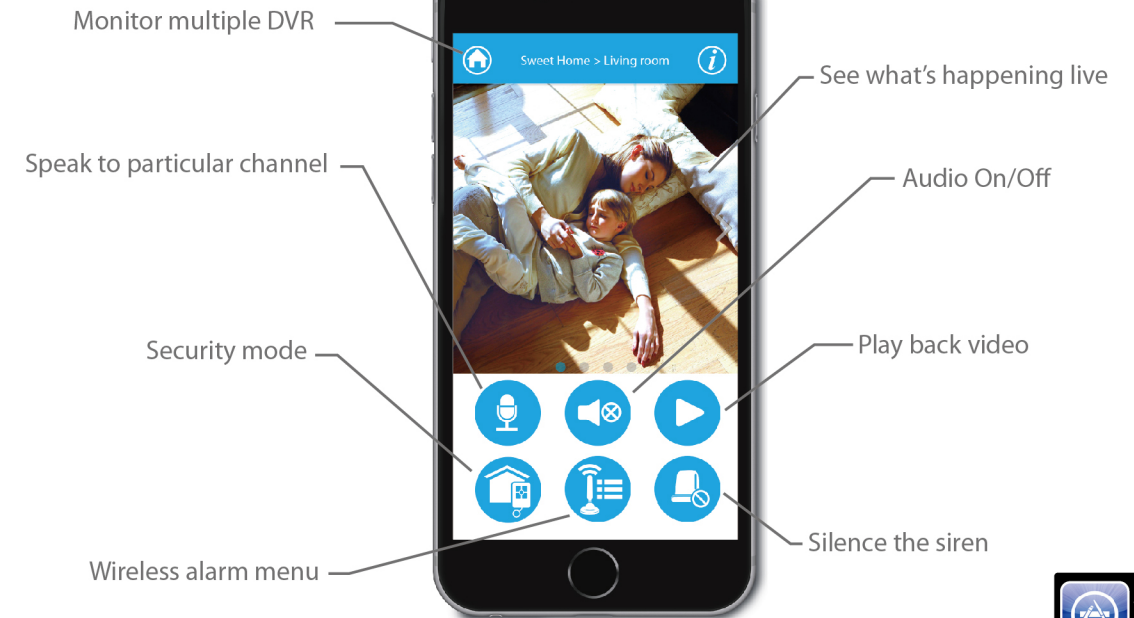 Monitor multiple DVR
Sweet Home > Living room
See what's happening live
Speak to particular channel
Audio On/Off
Security mode
Play back video
Silence the siren
Wireless alarm menu